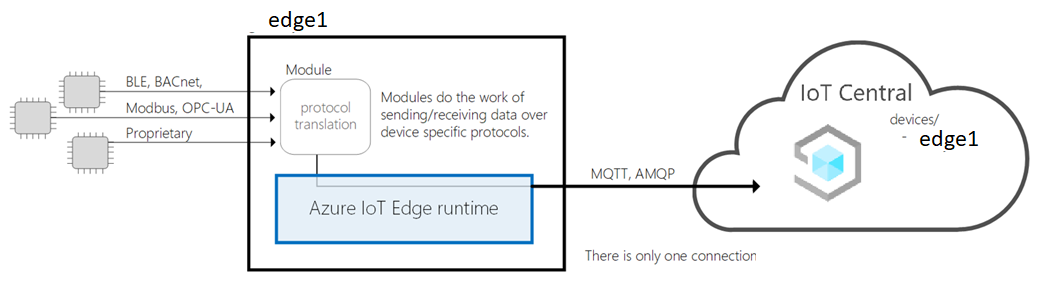 edge1
Module
BLE, BACnet,
Modbus, OPC-UA
Proprietary
protocol
translation
Modules do the work of
sending/receiving data over
device specific protocols.
Azure IoT Edge runtime
MQTT, AMQP
There is only one connection
IoT Central
devices/
- edge1